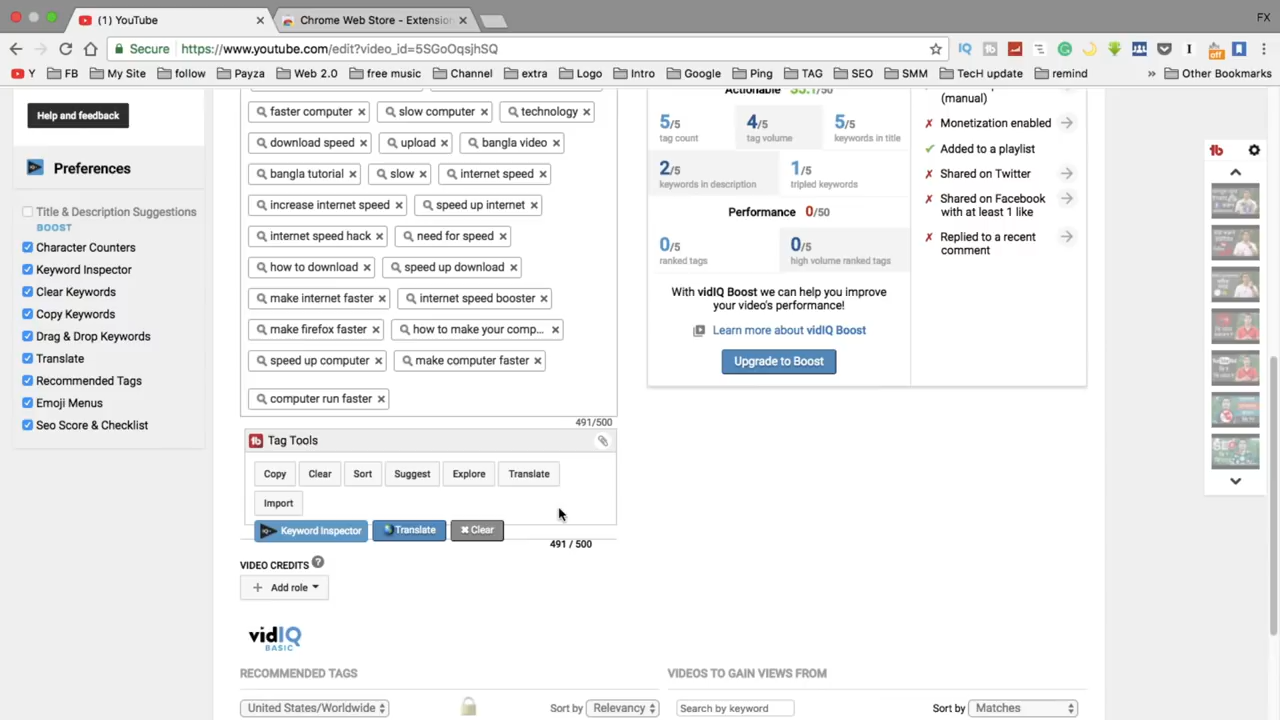 (1) YouTube
Chrome Web Store - Extension
FX
Secure
https://www.youtube.com/edit?video_id=5SGoOqsjhSQ
Y
FB
My Site
follow
Payza
Web 2.0
free music
Channel
extra
Logo
Intro
Google
Ping
TAG
SEO
SMM
TecH update
remind
»
Other Bookmarks
Help and feedback
Preferences
Title & Description Suggestions
BOOST
Character Counters
Keyword Inspector
Clear Keywords
Copy Keywords
Drag & Drop Keywords
Translate
Recommended Tags
Emoji Menus
Seo Score & Checklist
faster computer
slow computer
technology
download speed
upload
bangla video
bangla tutorial
slow
internet speed
increase internet speed
speed up internet
internet speed hack
need for speed
how to download
speed up download
make internet faster
internet speed booster
make firefox faster
how to make your comp...
speed up computer
make computer faster
computer run faster
491/500
Tag Tools
Copy
Clear
Sort
Suggest
Explore
Translate
Import
Keyword Inspector
Translate
Clear
491 / 500
VIDEO CREDITS ?
+ Add role
vidIQ
BASIC
RECOMMENDED TAGS
United States/Worldwide
Sort by
Relevancy
Actionable 35.1/50
5/5
tag count
4/5
tag volume
5/5
keywords in title
2/5
keywords in description
1/5
tripled keywords
Performance 0/50
0/5
ranked tags
0/5
high volume ranked tags
With vidIQ Boost we can help you improve
your video's performance!
Learn more about vidIQ Boost
Upgrade to Boost
(manual)
Monetization enabled
Added to a playlist
Shared on Twitter
Shared on Facebook
with at least 1 like
Replied to a recent
comment
VIDEOS TO GAIN VIEWS FROM
Search by keyword
Sort by
Matches